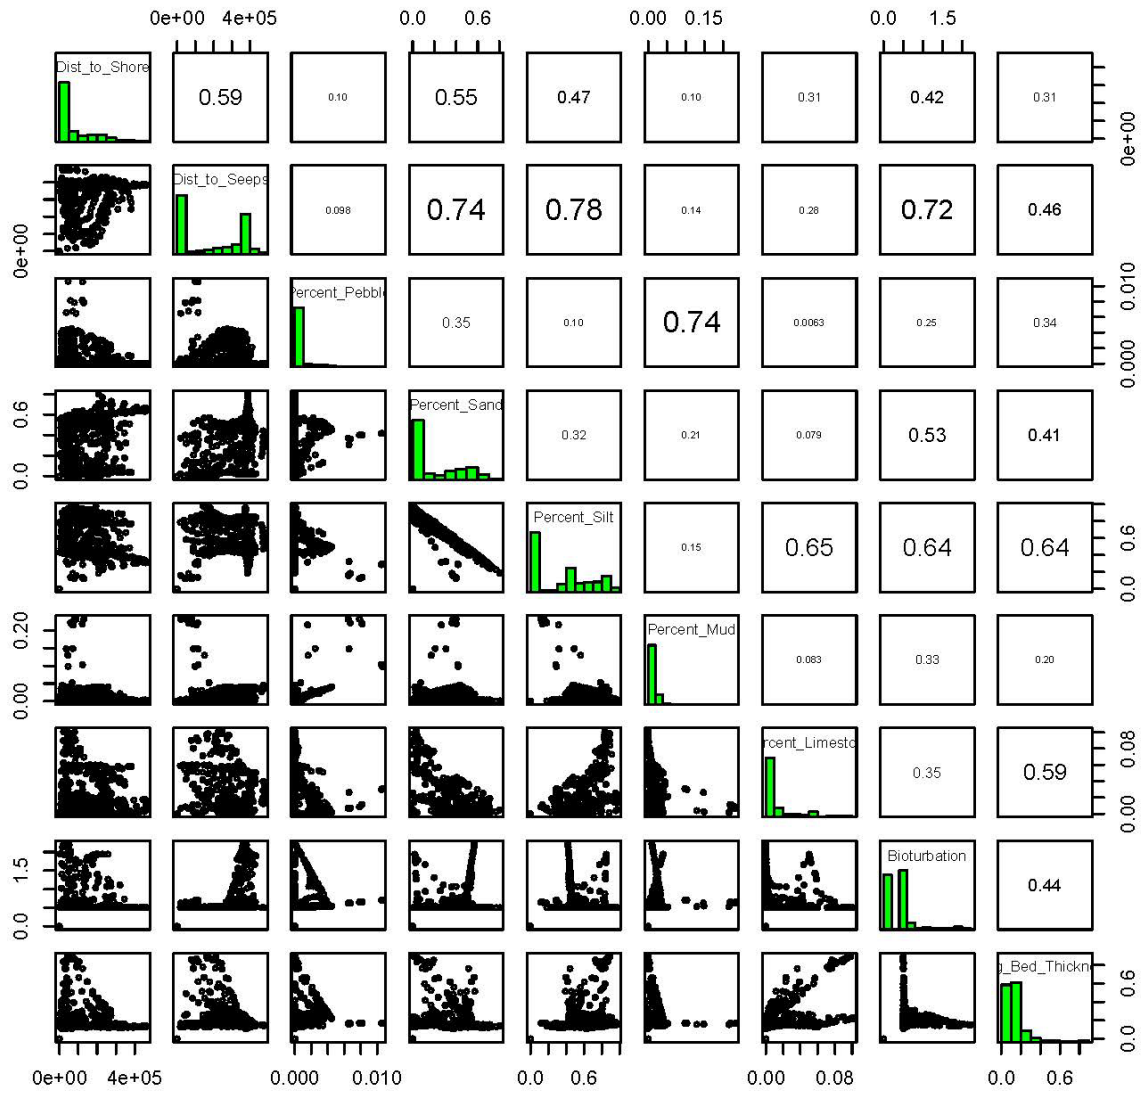 0e+00 4e+05 0.0 0.6 0.00 0.15 0.0 1.5
Dist_to_Shore 0.59 0.10 0.55 0.47 0.10 0.31 0.42 0.31 0e+00
0e+00 Dist_to_Seeps 0.098 0.74 0.78 0.14 0.28 0.72 0.46
Percent_Pebble 0.35 0.10 0.74 0.0063 0.25 0.34 0.000 0.010
0.0 0.6 Percent_Sand 0.32 0.21 0.079 0.53 0.41
Percent_Silt 0.15 0.65 0.64 0.64 0.0 0.6
0.00 0.20 Percent_Mud 0.083 0.33 0.20
rcent_Limesto 0.35 0.59 0.00 0.08
0.0 1.5 Bioturbation 0.44
g_Bed_Thickn 0.0 0.6
0e+00 4e+05 0.000 0.010 0.0 0.6 0.00 0.08 0.0 0.6